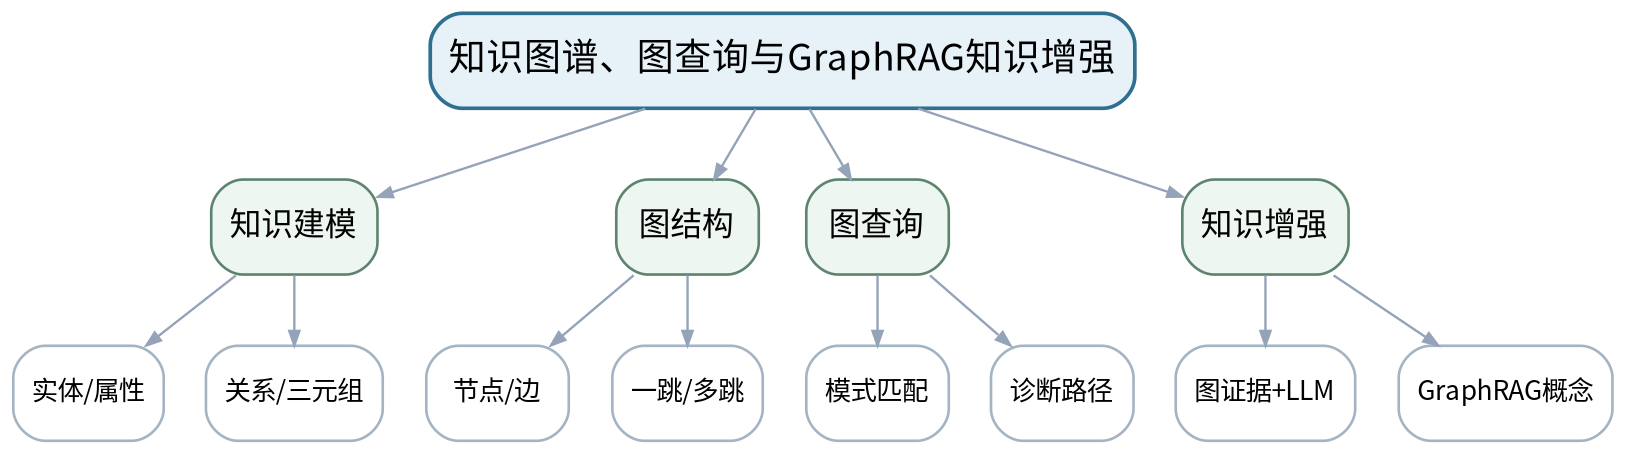 知识图谱、图查询与GraphRAG知识增强
知识建模
图结构
图查询
知识增强
实体/属性
关系/三元组
节点/边
一跳/多跳
模式匹配
诊断路径
图证据+LLM
GraphRAG概念